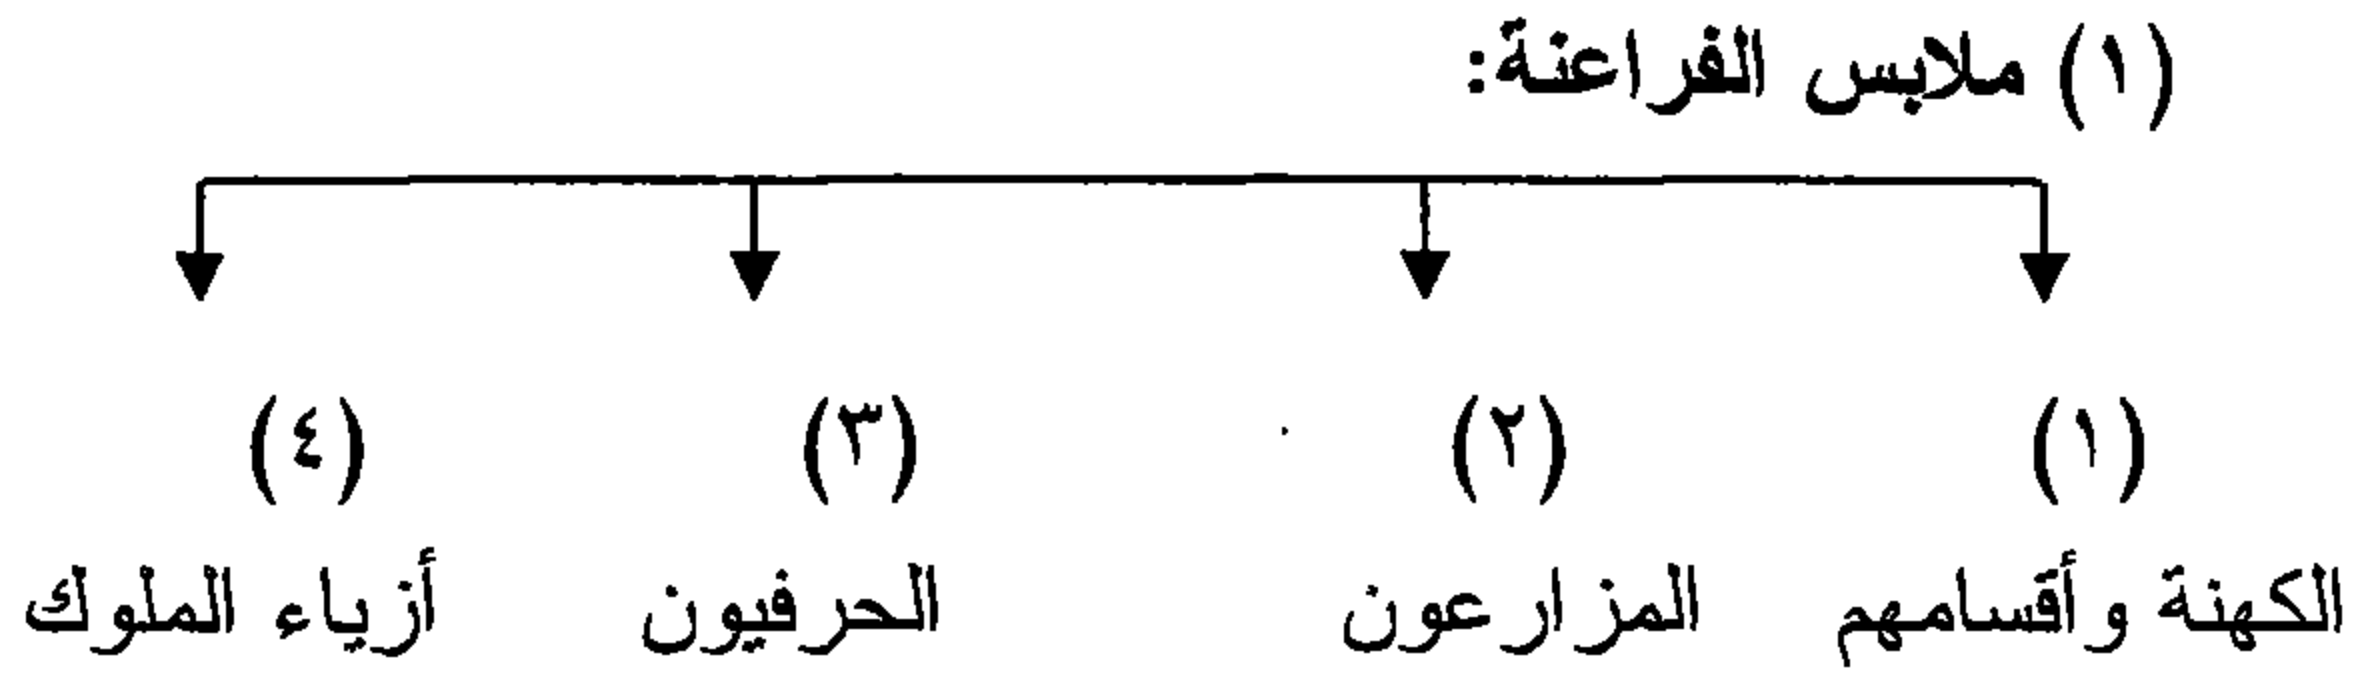 (١) ملابس الفراعنة:
(١) (٢) (٣) (٤)
الكهنة وأقسامهم المزارعون الحرفيون أزياء الملوك